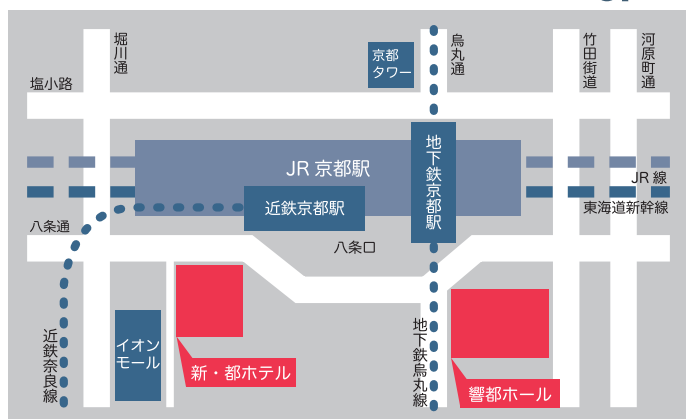 堀川通
烏丸通
竹田街道
河原町通
京都
タワー
塩小路
地下鉄京都駅
JR 京都駅
JR 線
近鉄京都駅
東海道新幹線
八条通
八条口
近鉄奈良線
イオン
モール
新・都ホテル
地下鉄烏丸線
響都ホール